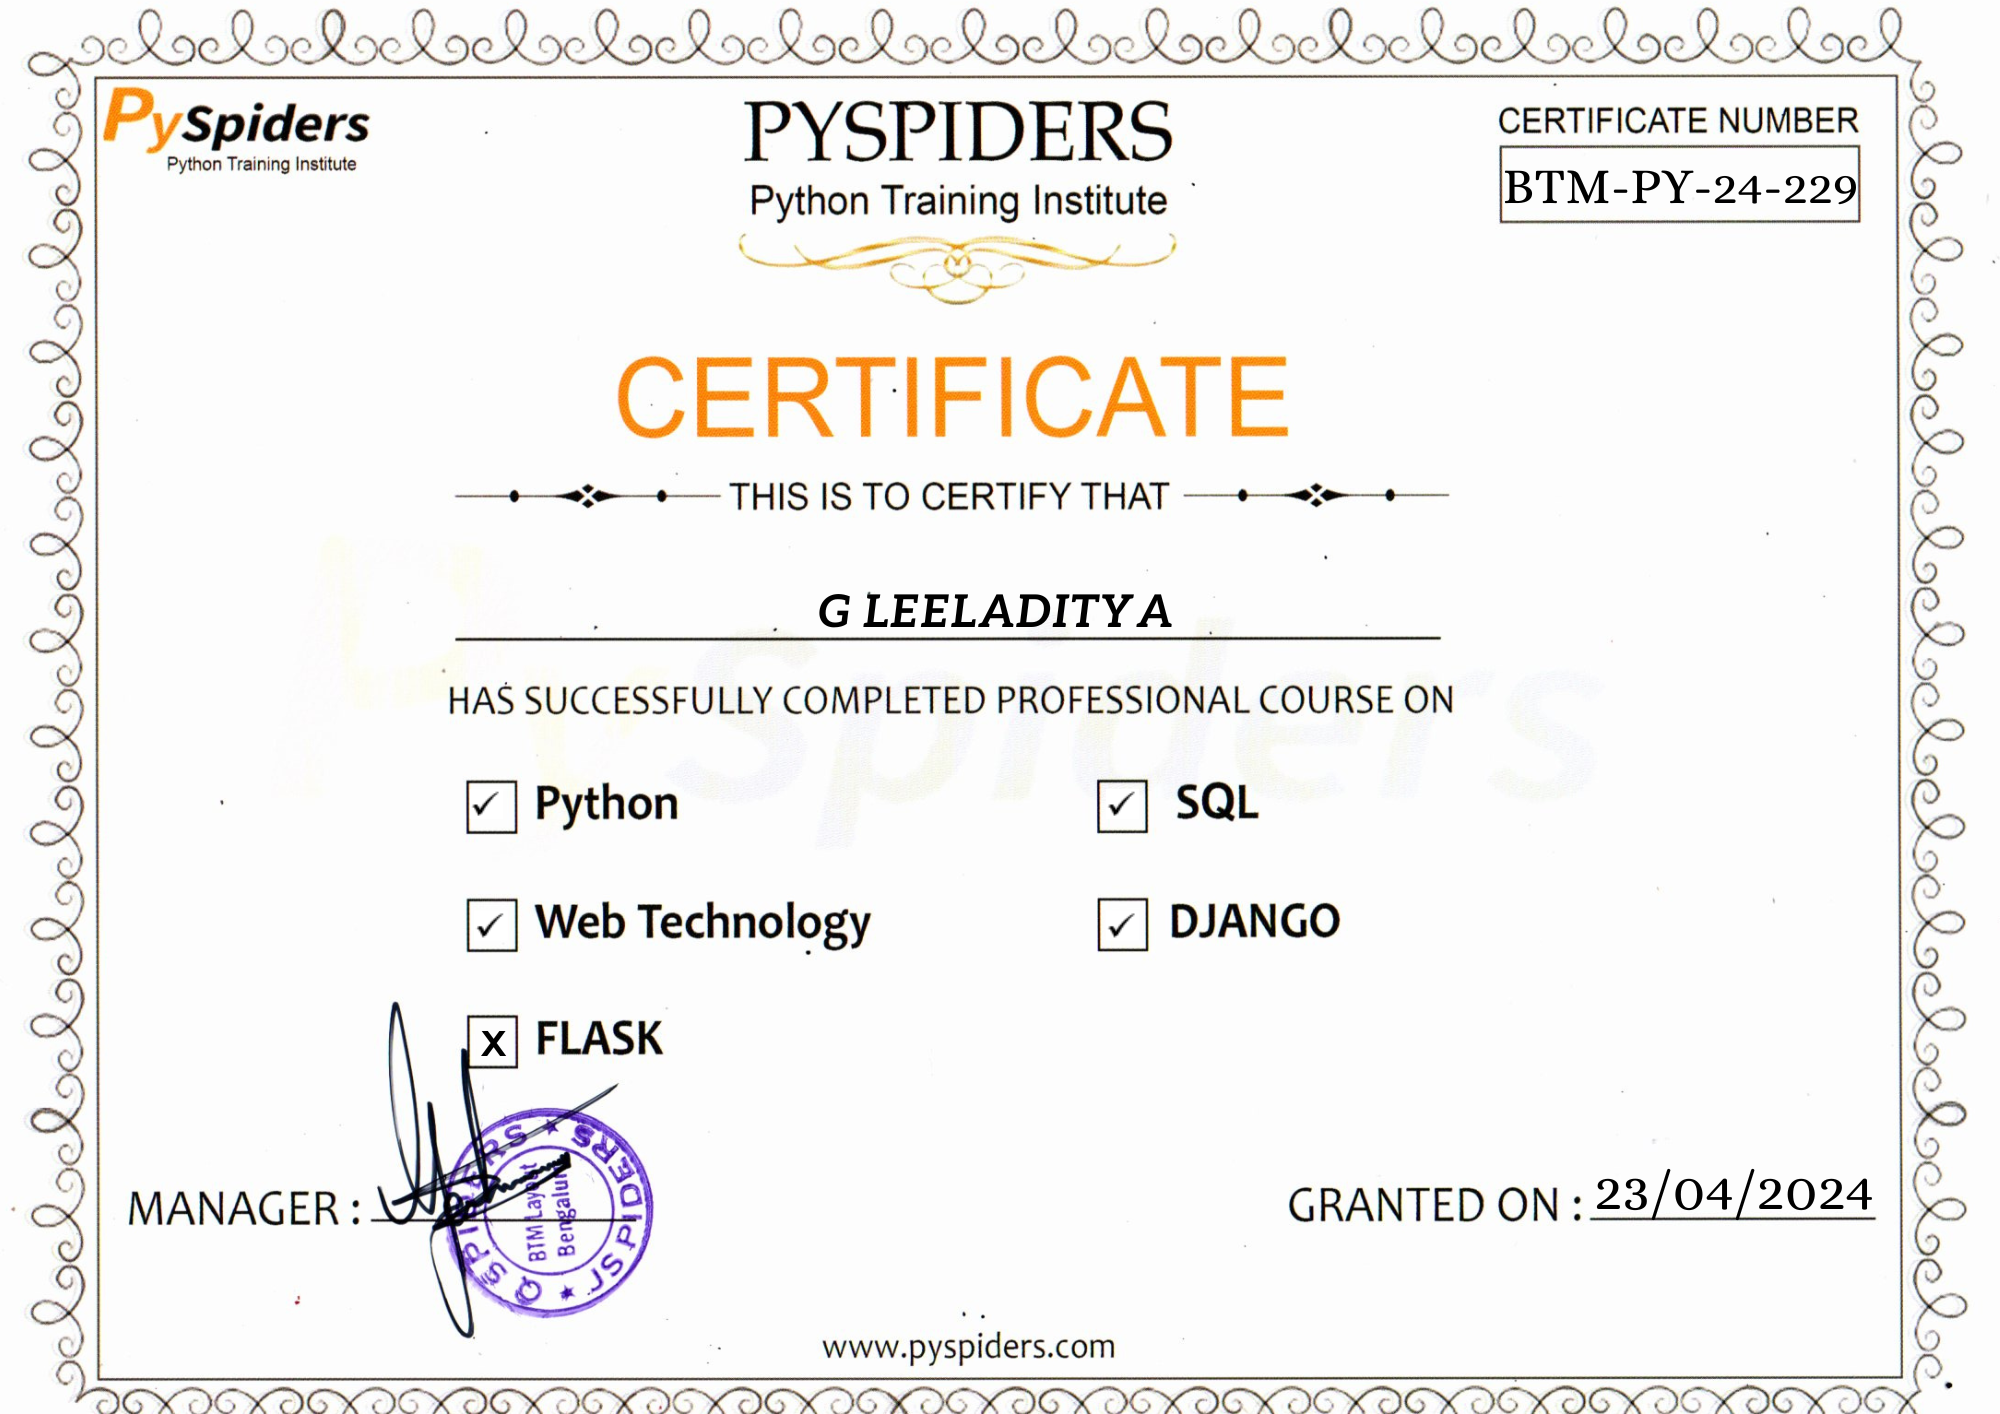 PySpiders
Python Training Institute
PYSPIDERS
Python Training Institute
CERTIFICATE NUMBER
BTM-PY-24-229
CERTIFICATE
THIS IS TO CERTIFY THAT
G LEELADITYA
HAS SUCCESSFULLY COMPLETED PROFESSIONAL COURSE ON
✓ Python
✓ SQL
✓ Web Technology
✓ DJANGO
X FLASK
MANAGER :
QSPIDERS ★ JSPIDERS ★
BTM Layout
Bengaluru
GRANTED ON : 23/04/2024
www.pyspiders.com
PySpiders